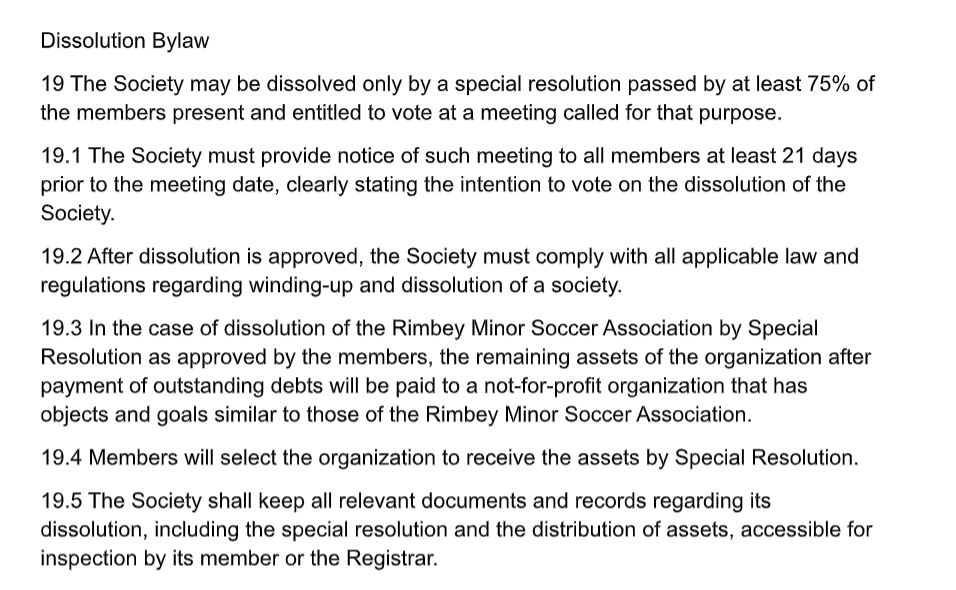 Dissolution Bylaw
19 The Society may be dissolved only by a special resolution passed by at least 75% of
the members present and entitled to vote at a meeting called for that purpose.
19.1 The Society must provide notice of such meeting to all members at least 21 days
prior to the meeting date, clearly stating the intention to vote on the dissolution of the
Society.
19.2 After dissolution is approved, the Society must comply with all applicable law and
regulations regarding winding-up and dissolution of a society.
19.3 In the case of dissolution of the Rimbey Minor Soccer Association by Special
Resolution as approved by the members, the remaining assets of the organization after
payment of outstanding debts will be paid to a not-for-profit organization that has
objects and goals similar to those of the Rimbey Minor Soccer Association.
19.4 Members will select the organization to receive the assets by Special Resolution.
19.5 The Society shall keep all relevant documents and records regarding its
dissolution, including the special resolution and the distribution of assets, accessible for
inspection by its member or the Registrar.